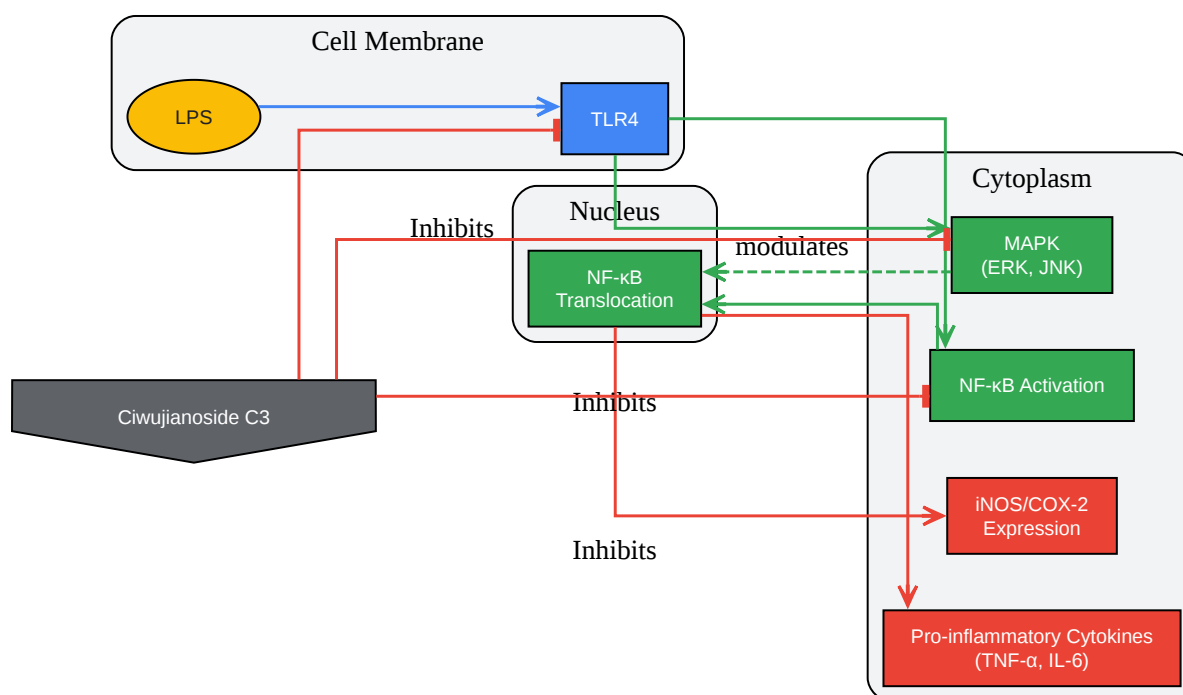 Cell Membrane
LPS
TLR4
Cytoplasm
Nucleus
Inhibits
modulates
MAPK
(ERK, JNK)
NF-κB
Translocation
NF-κB Activation
Inhibits
Ciwujianoside C3
iNOS/COX-2
Expression
Inhibits
Pro-inflammatory Cytokines
(TNF-α, IL-6)